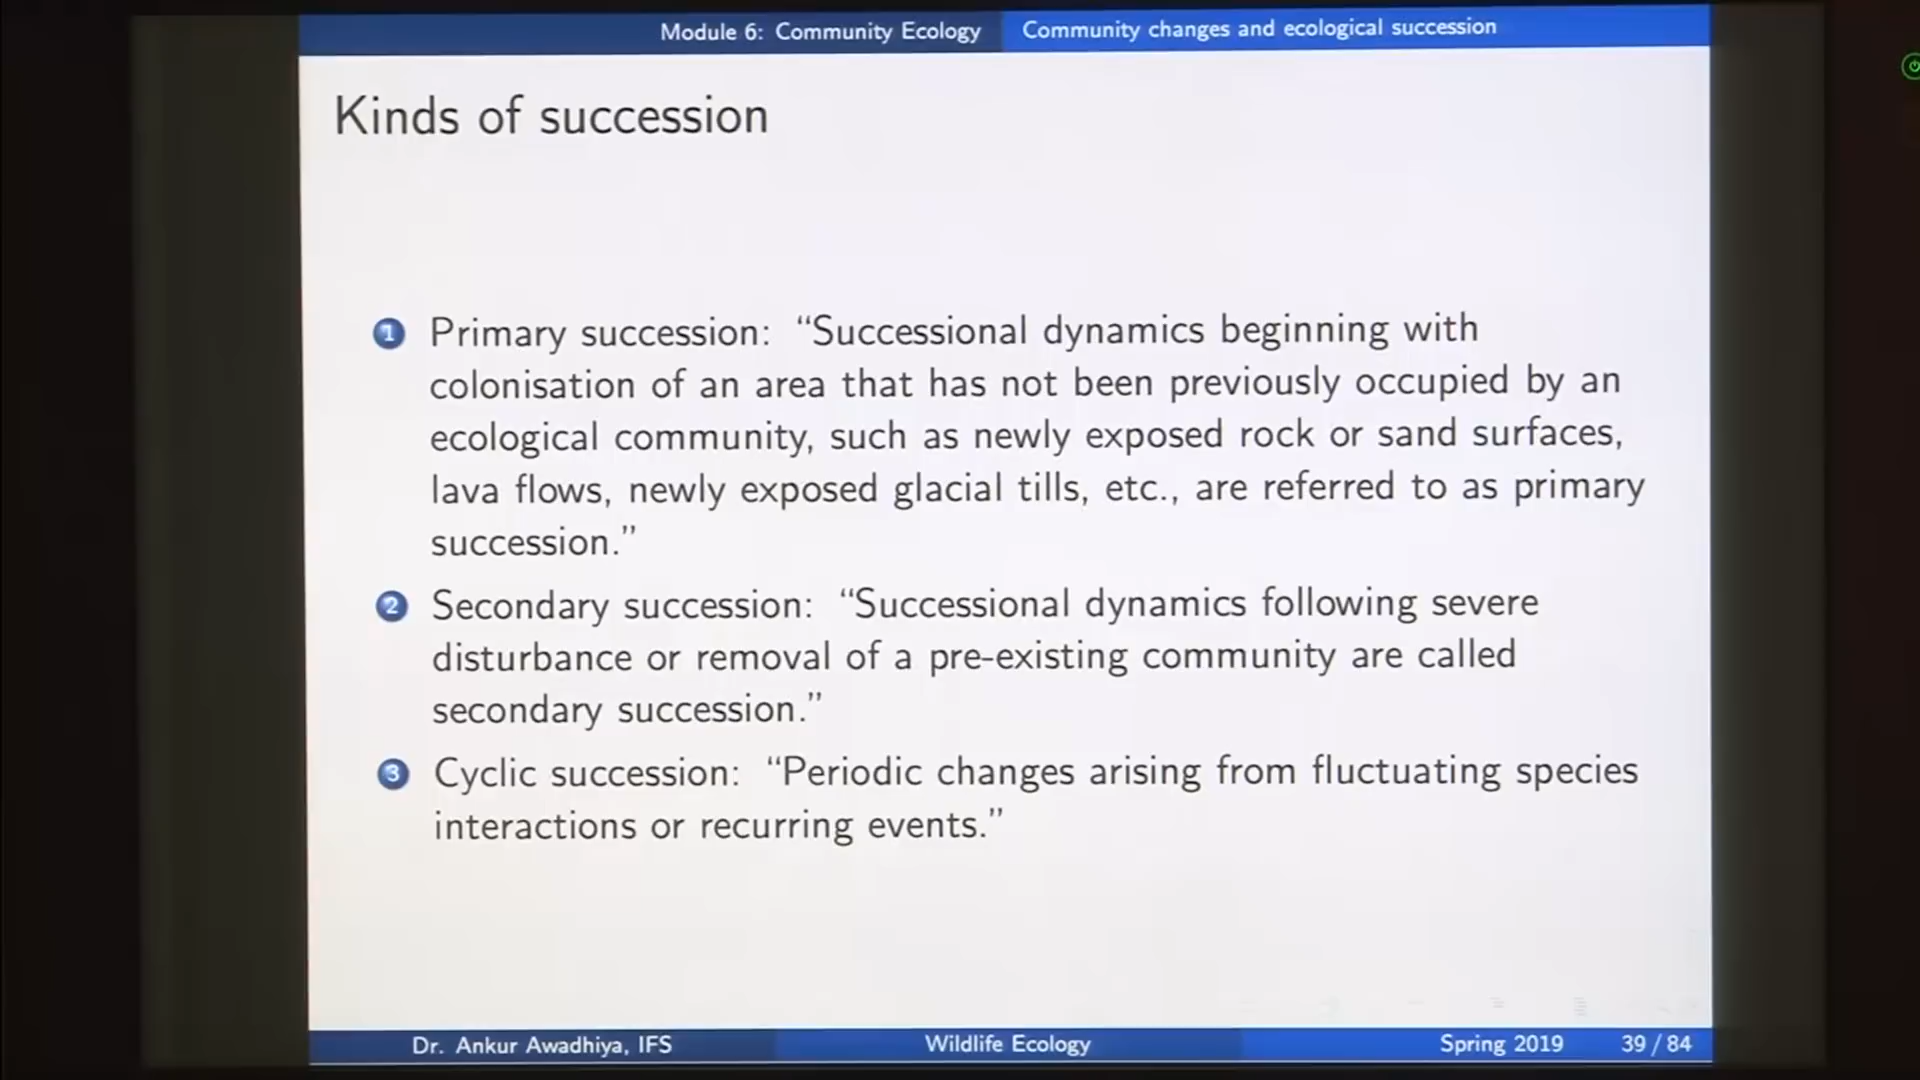 Module 6: Community Ecology Community changes and ecological succession
Kinds of succession
1 Primary succession: “Successional dynamics beginning with
colonisation of an area that has not been previously occupied by an
ecological community, such as newly exposed rock or sand surfaces,
lava flows, newly exposed glacial tills, etc., are referred to as primary
succession.”
2 Secondary succession: “Successional dynamics following severe
disturbance or removal of a pre-existing community are called
secondary succession.”
3 Cyclic succession: “Periodic changes arising from fluctuating species
interactions or recurring events.”
Dr. Ankur Awadhiya, IFS Wildlife Ecology Spring 2019 39 / 84